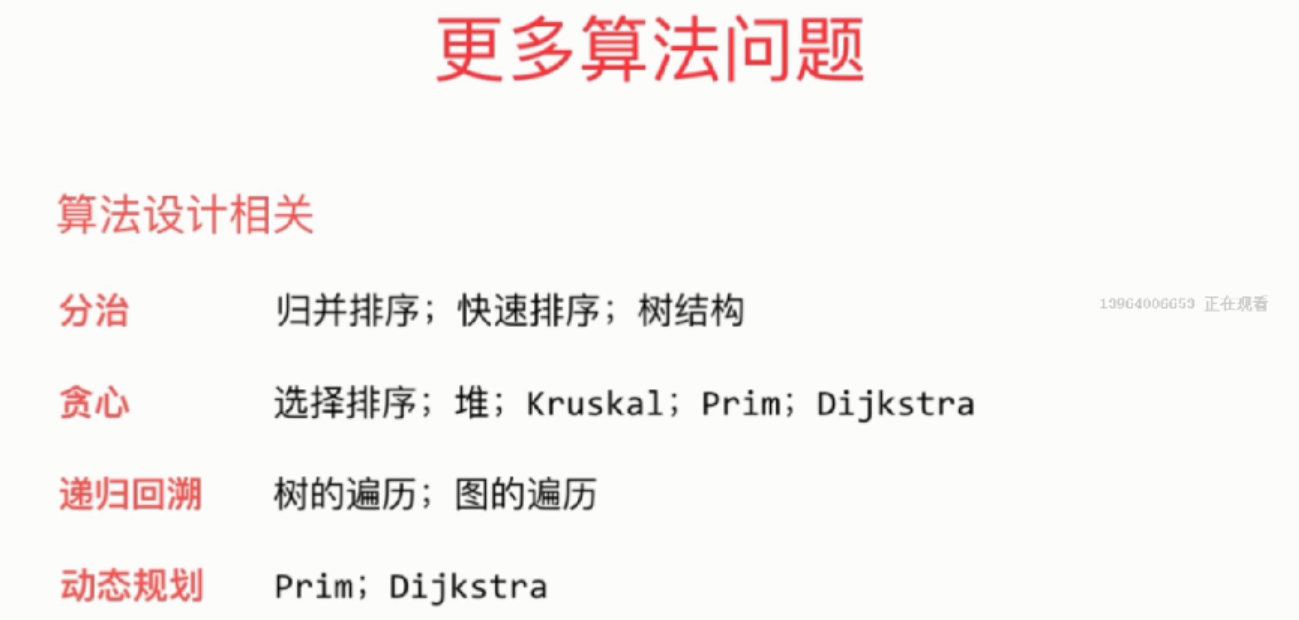 更多算法问题
算法设计相关
分治 归并排序；快速排序；树结构
正在观看
贪心 选择排序；堆；Kruskal；Prim；Dijkstra
递归回溯 树的遍历；图的遍历
动态规划 Prim；Dijkstra